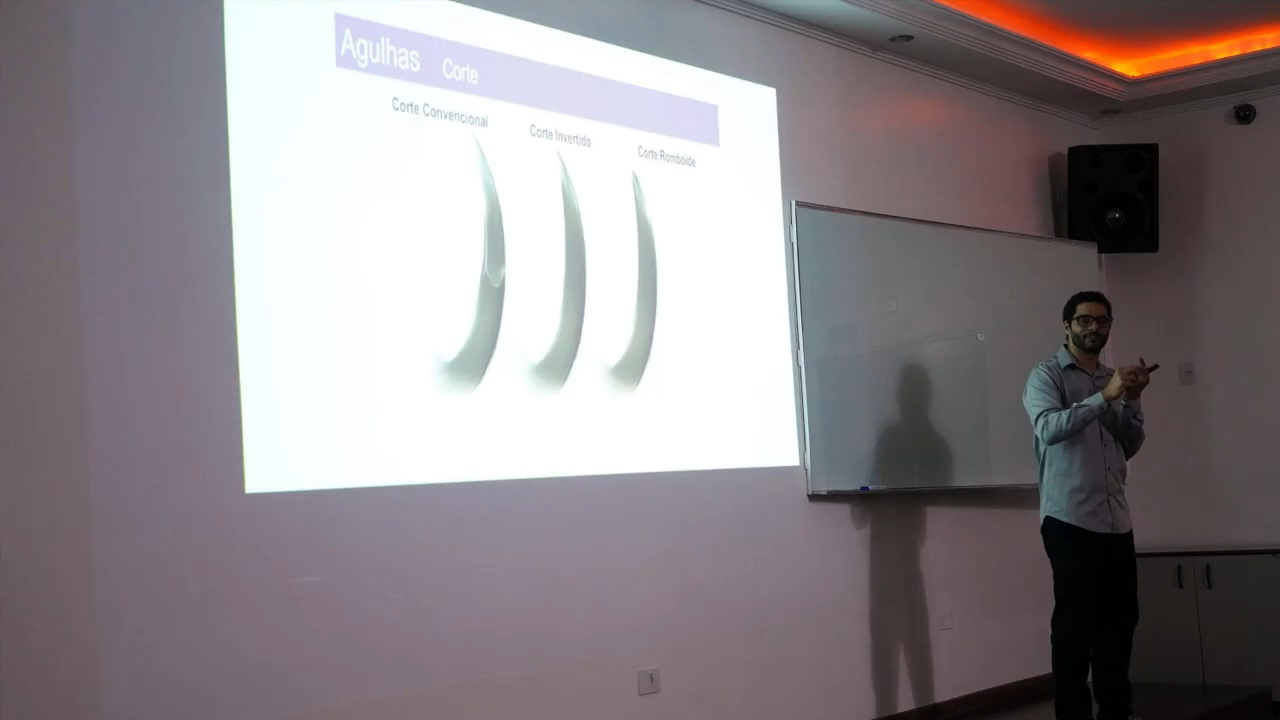 Agulhas Corte
Corte Convencional
Corte Invertido
Corte Romboide